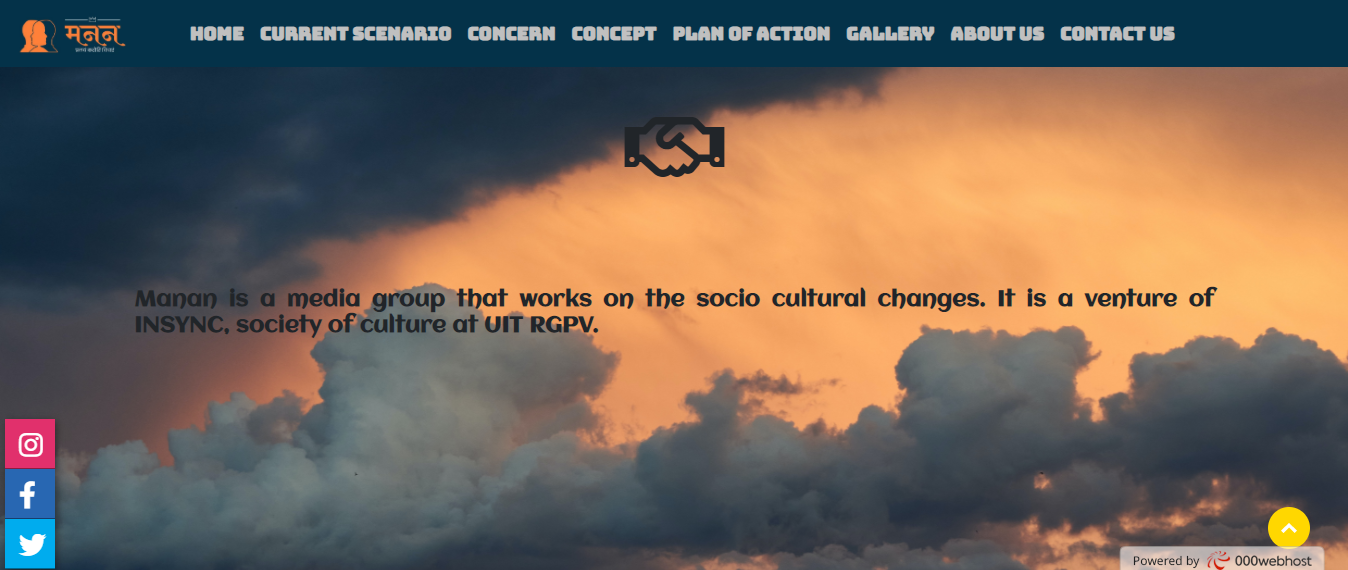 मनन
HOME CURRENT SCENARIO CONCERN CONCEPT PLAN OF ACTION GALLERY ABOUT US CONTACT US
Manan is a media group that works on the socio cultural changes. It is a venture of
INSYNC, society of culture at UIT RGPV.
Powered by 000webhost